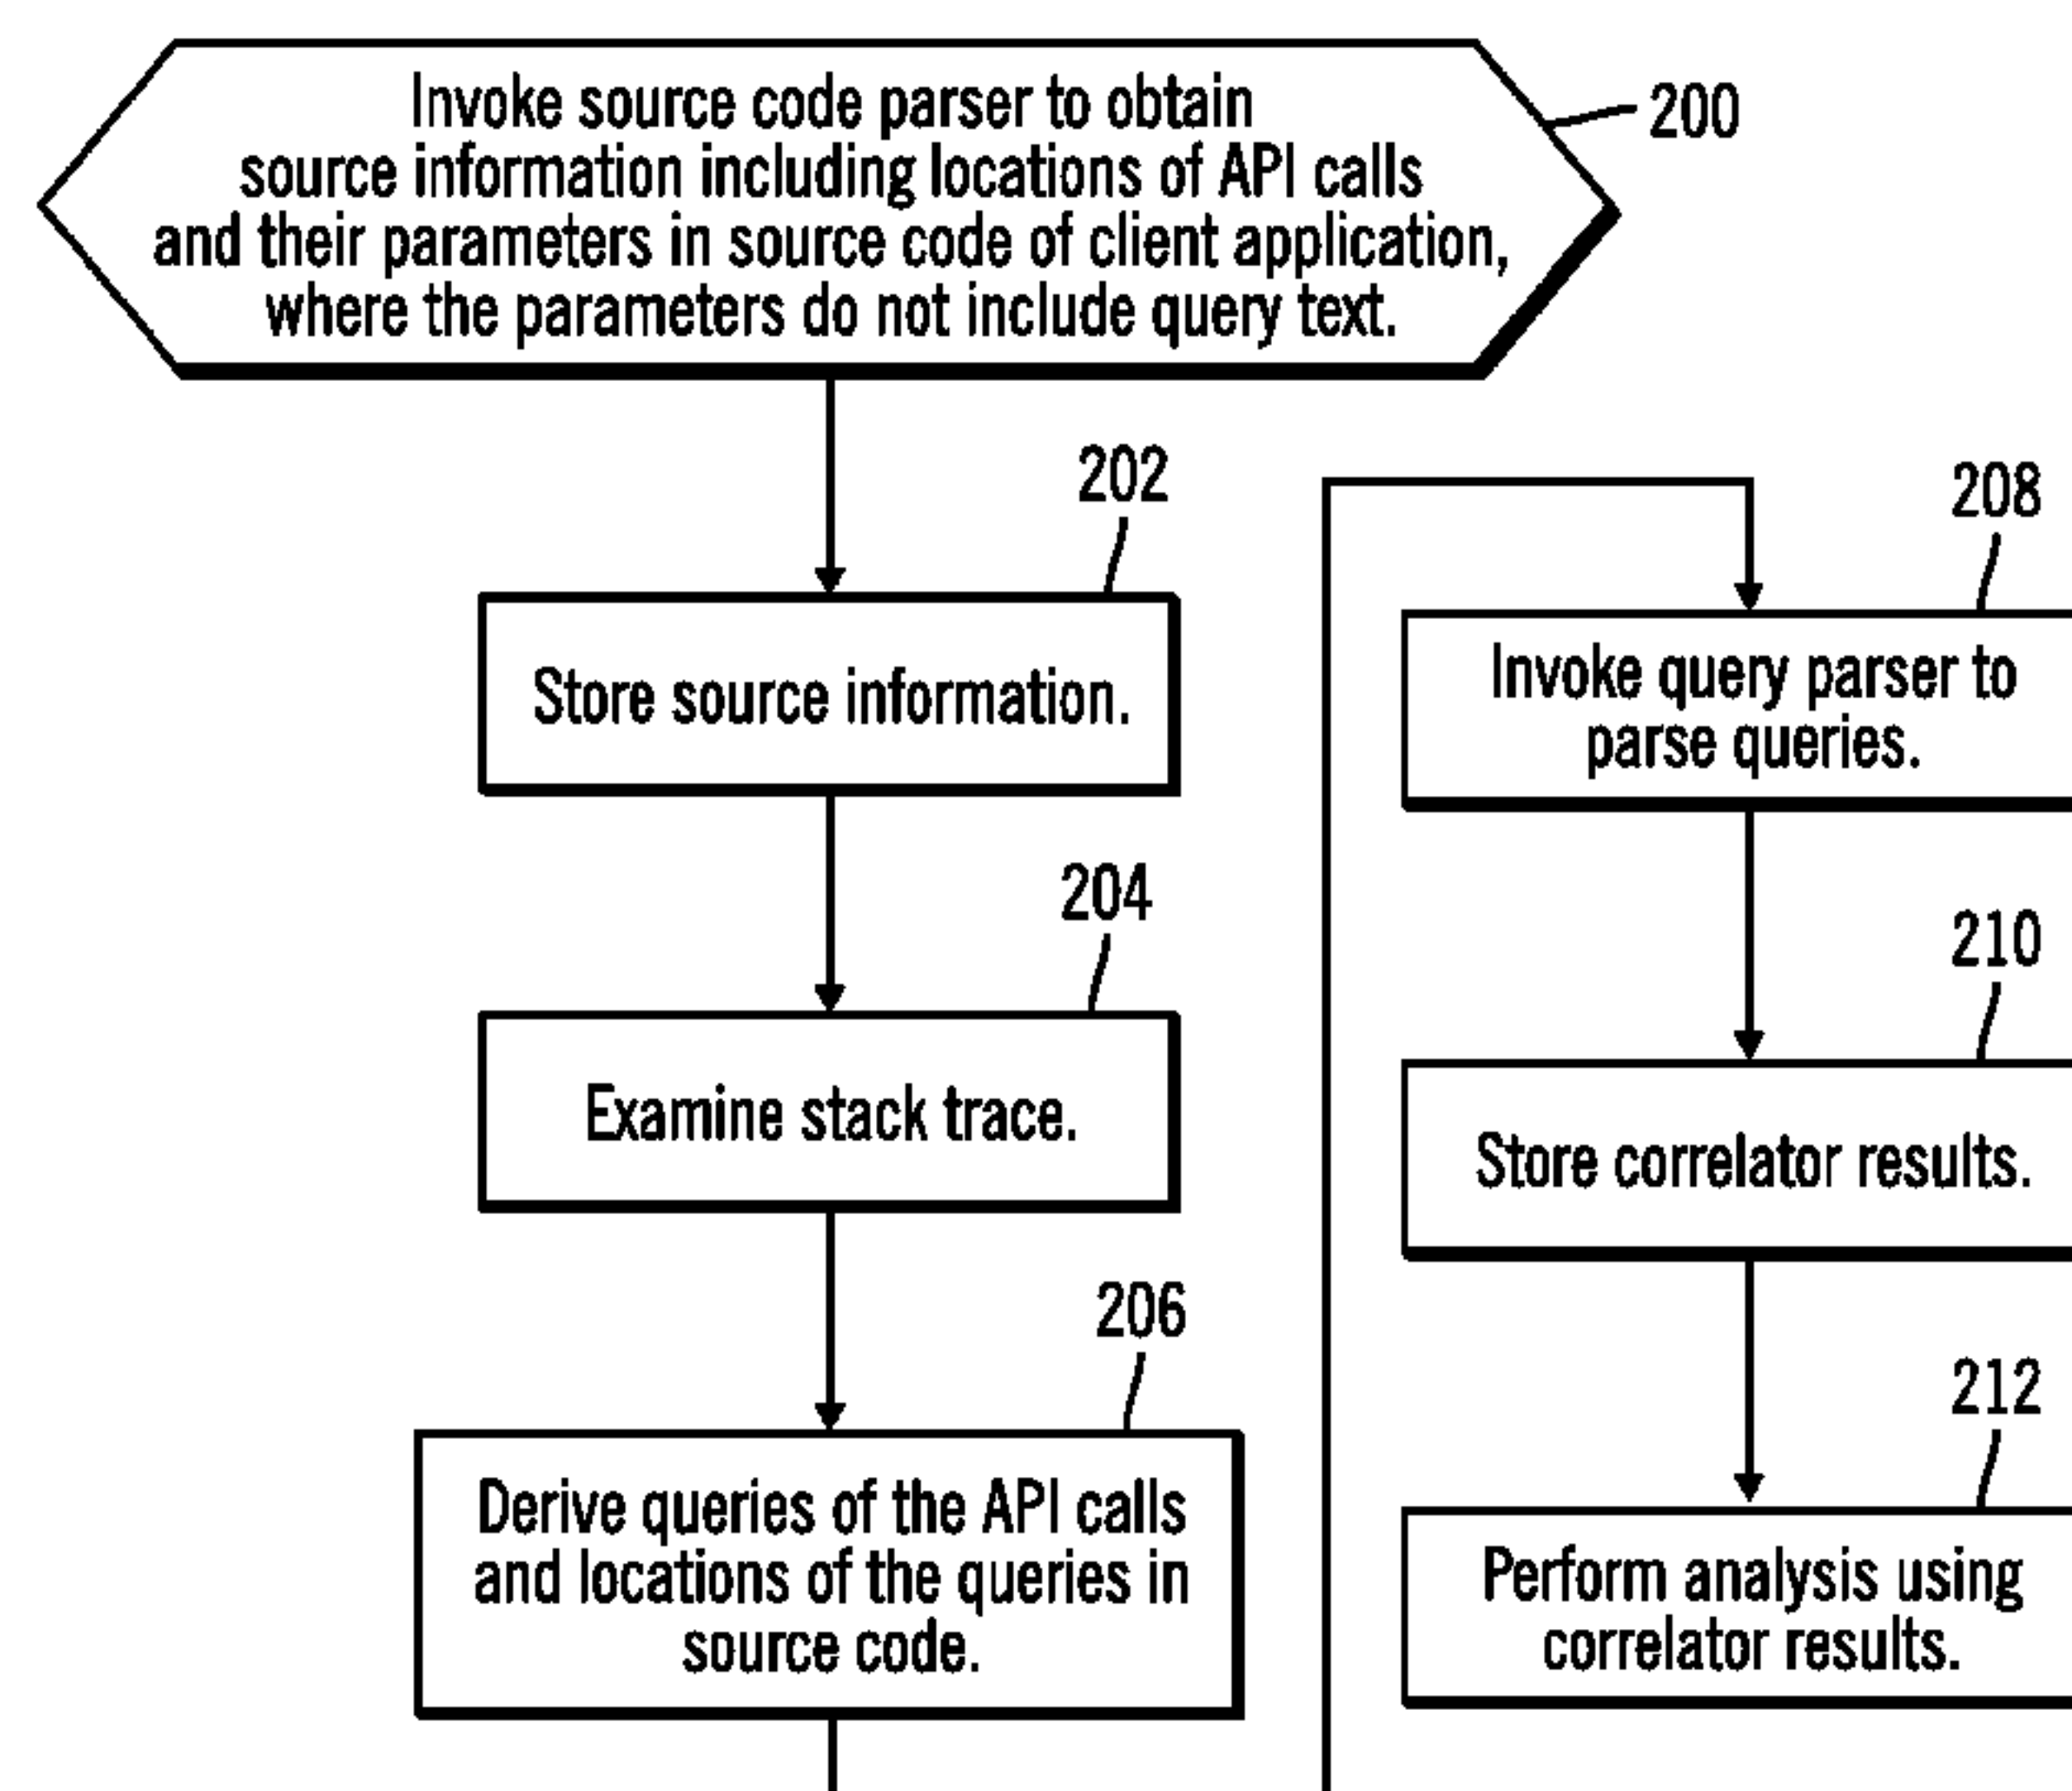 Invoke source code parser to obtain
source information including locations of API calls
and their parameters in source code of client application,
where the parameters do not include query text.
200
202
Store source information.
204
Examine stack trace.
206
Derive queries of the API calls
and locations of the queries in
source code.
208
Invoke query parser to
parse queries.
210
Store correlator results.
212
Perform analysis using
correlator results.